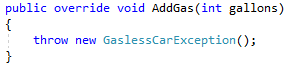 public override void AddGas(int gallons)
{
    throw new GaslessCarException();
}